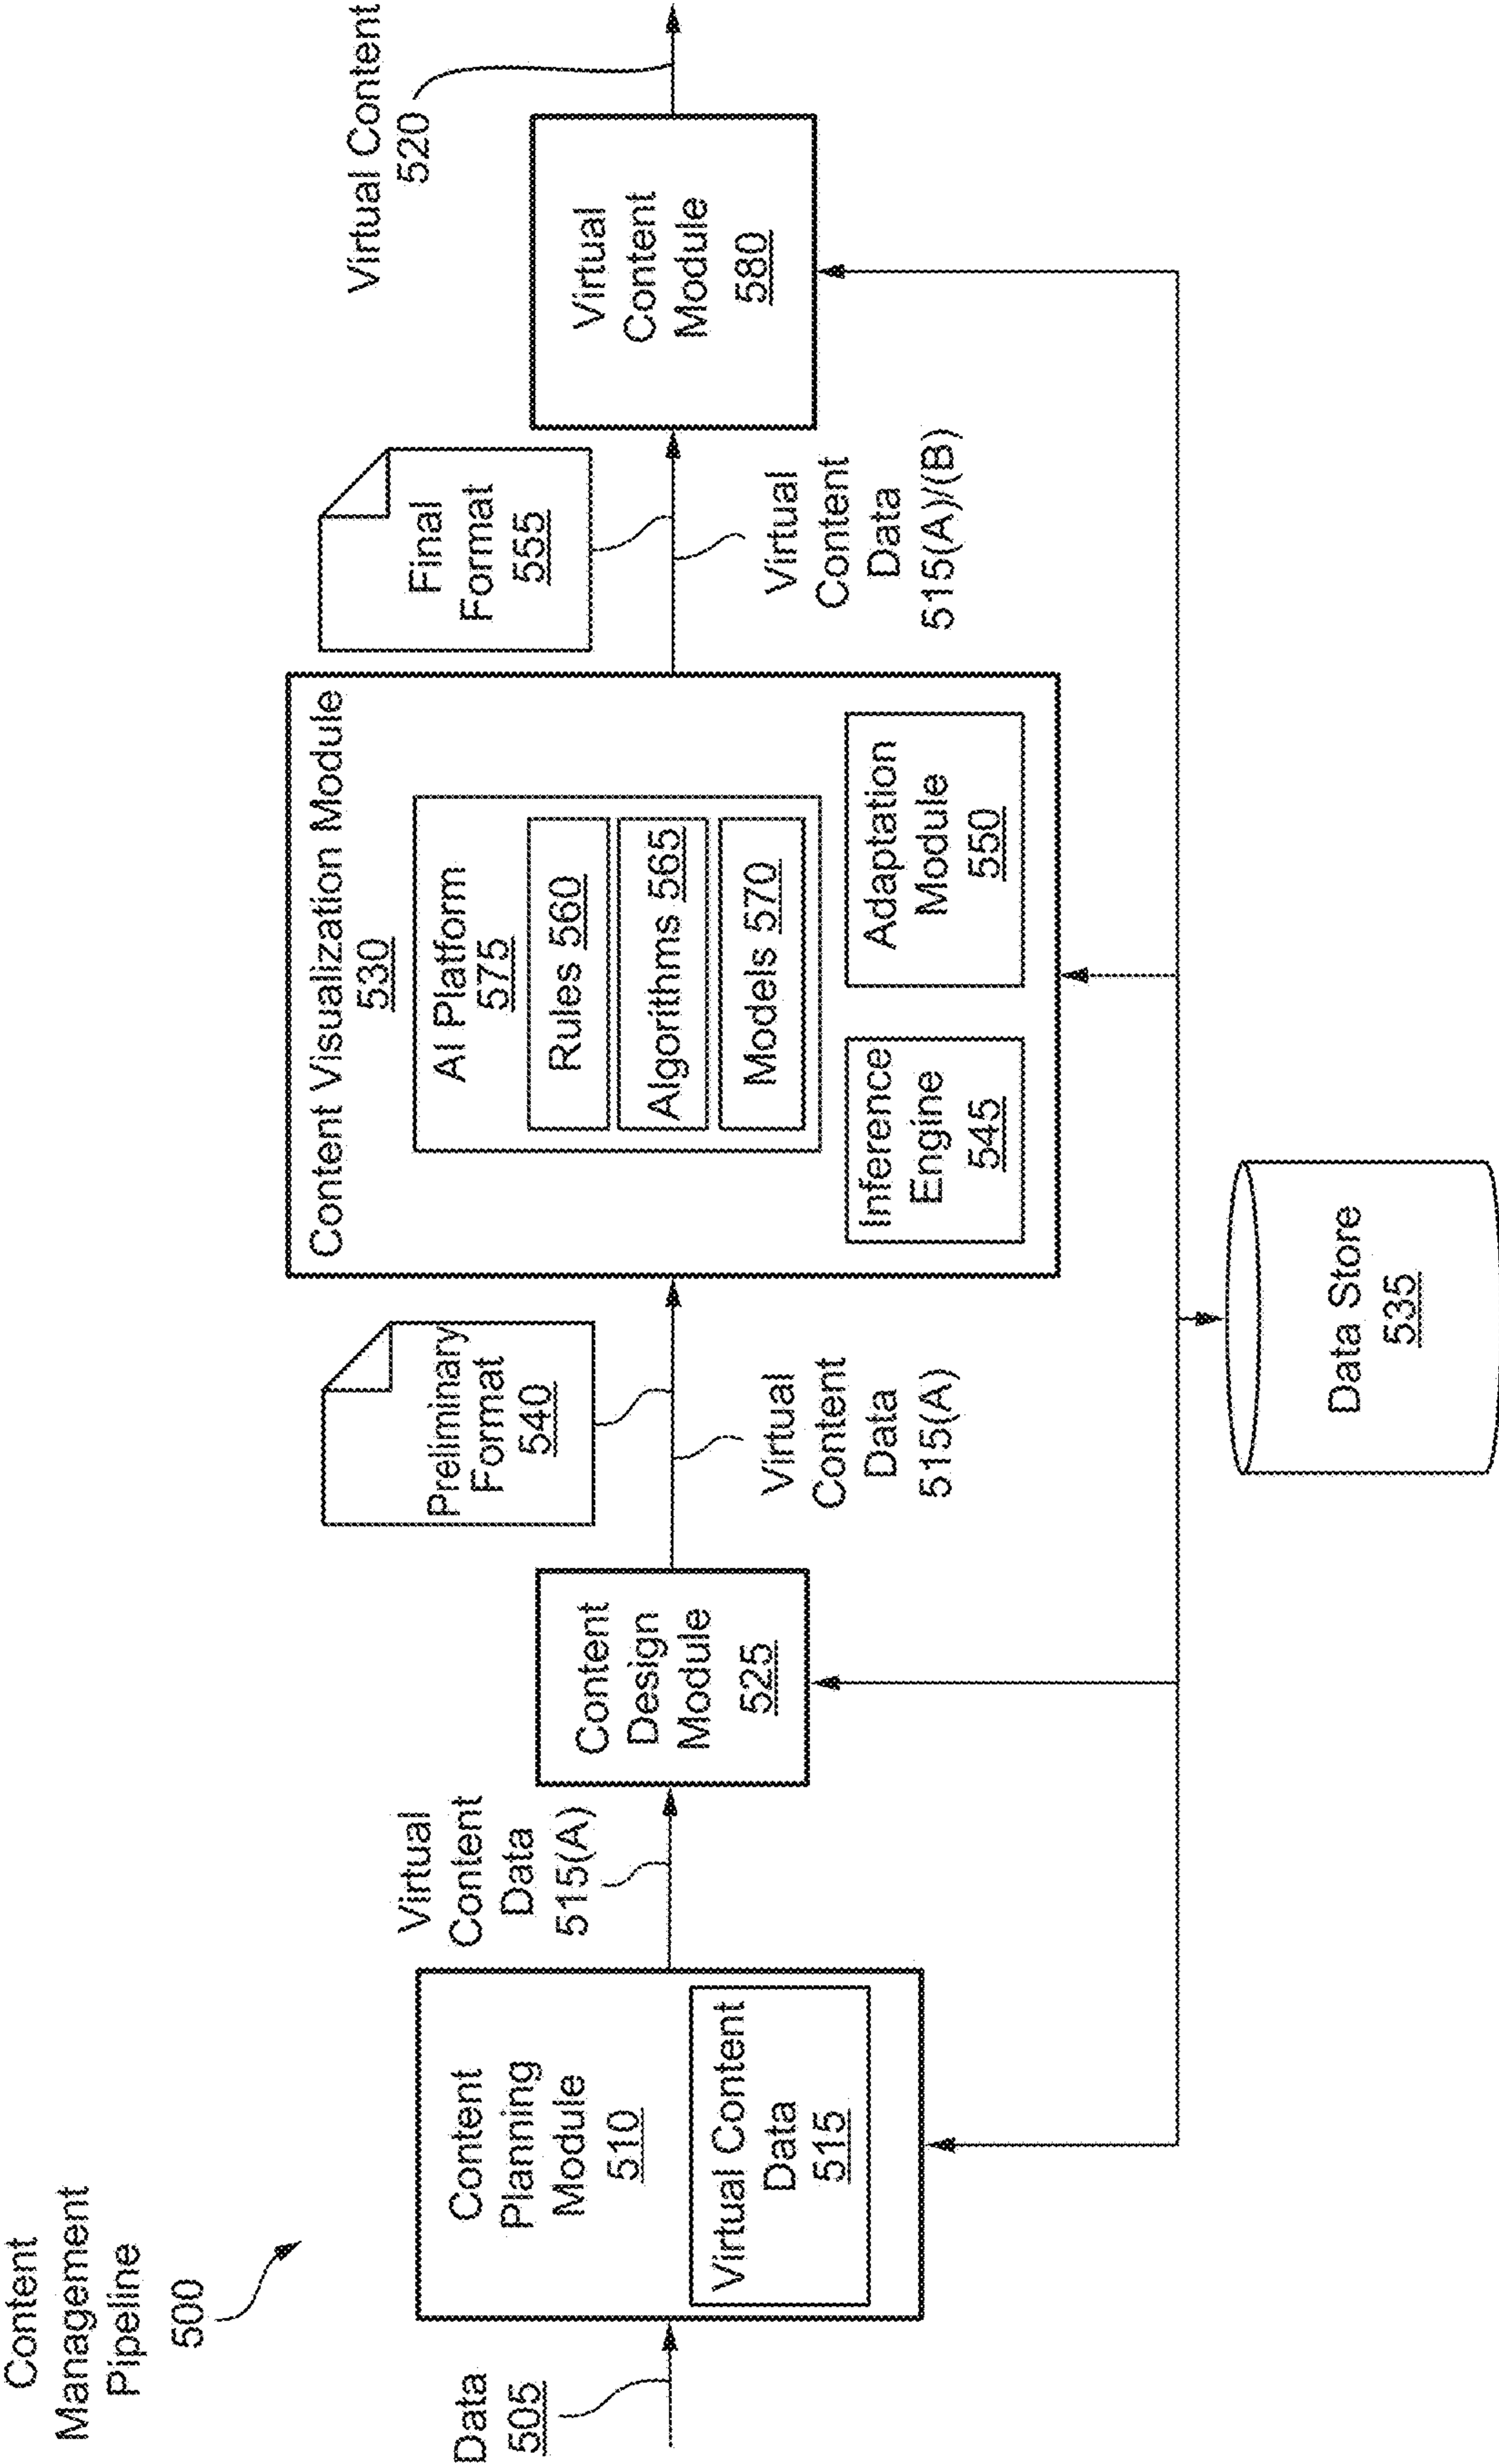 Content
Management
Pipeline
500
Data
505
Content
Planning
Module
510
Virtual Content
Data
515
Virtual
Content
Data
515(A)
Content
Design
Module
525
Preliminary
Format
540
Virtual
Content
Data
515(A)
Content Visualization Module
530
AI Platform
575
Rules 560
Algorithms 565
Models 570
Inference
Engine
545
Adaptation
Module
550
Final
Format
555
Virtual
Content
Data
515(A)/(B)
Virtual
Content
Module
580
Virtual Content
520
Data Store
535